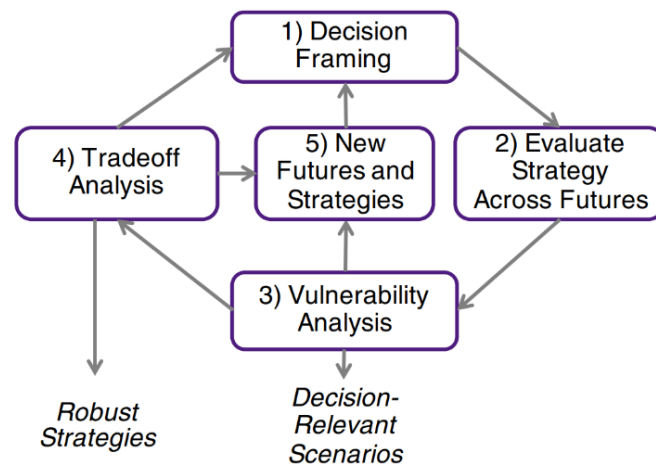 1) Decision
Framing
4) Tradeoff
Analysis
5) New
Futures and
Strategies
2) Evaluate
Strategy
Across Futures
3) Vulnerability
Analysis
Robust
Strategies
Decision-
Relevant
Scenarios